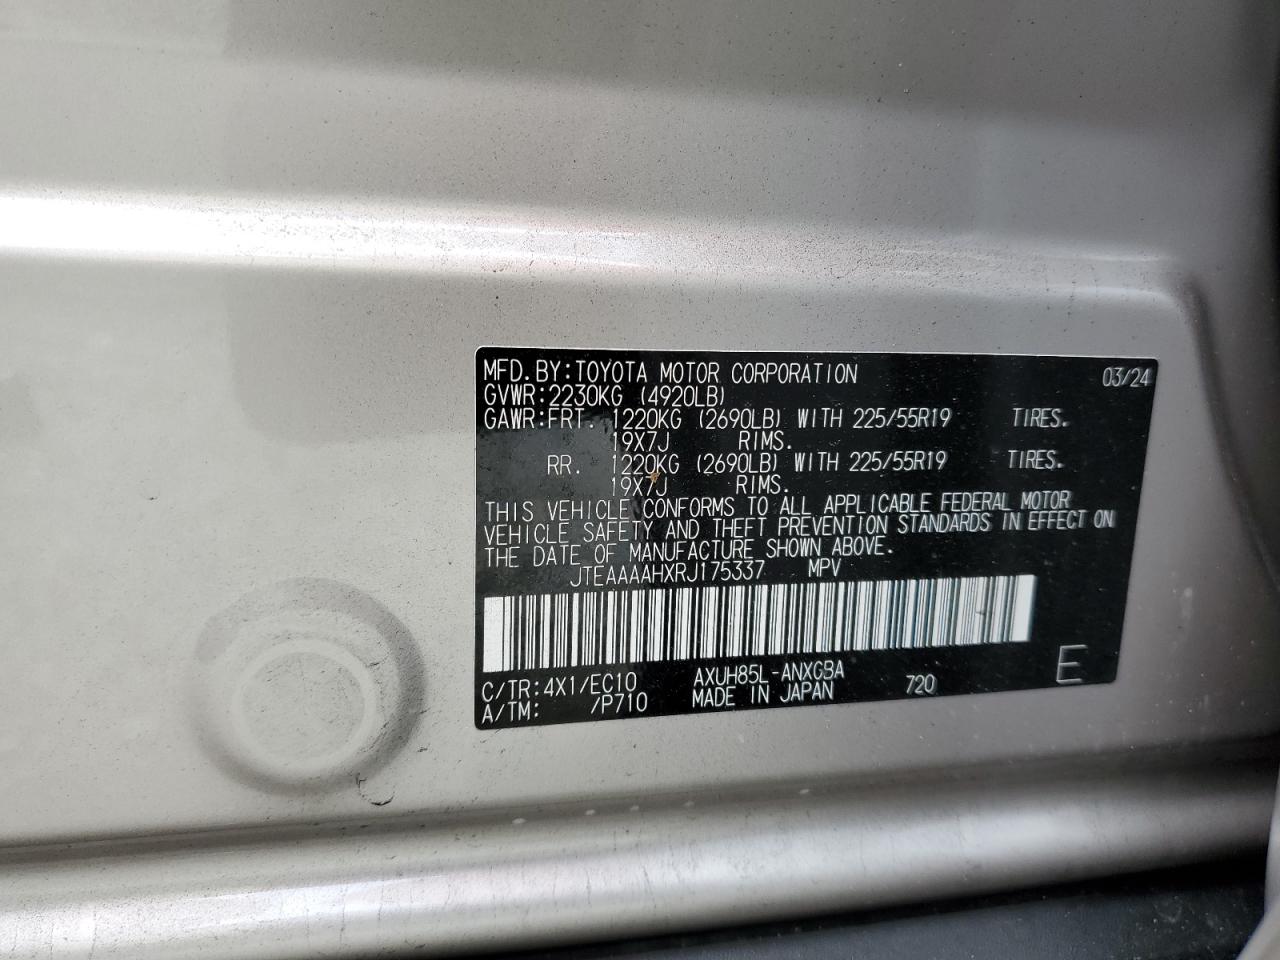 MFD. BY: TOYOTA MOTOR CORPORATION 03/24
GVWR: 2230KG (4920LB)
GAWR: FRT. 1220KG (2690LB) WITH 225/55R19 TIRES.
19X7J RIMS.
RR. 1220KG (2690LB) WITH 225/55R19 TIRES.
19X7J RIMS.
THIS VEHICLE CONFORMS TO ALL APPLICABLE FEDERAL MOTOR
VEHICLE SAFETY AND THEFT PREVENTION STANDARDS IN EFFECT ON
THE DATE OF MANUFACTURE SHOWN ABOVE.
JTEAAAAHXRJ175337 MPV
C/TR: 4X1/EC10 AXUH85L-ANXGBA 720 E
A/TM: /P710 MADE IN JAPAN